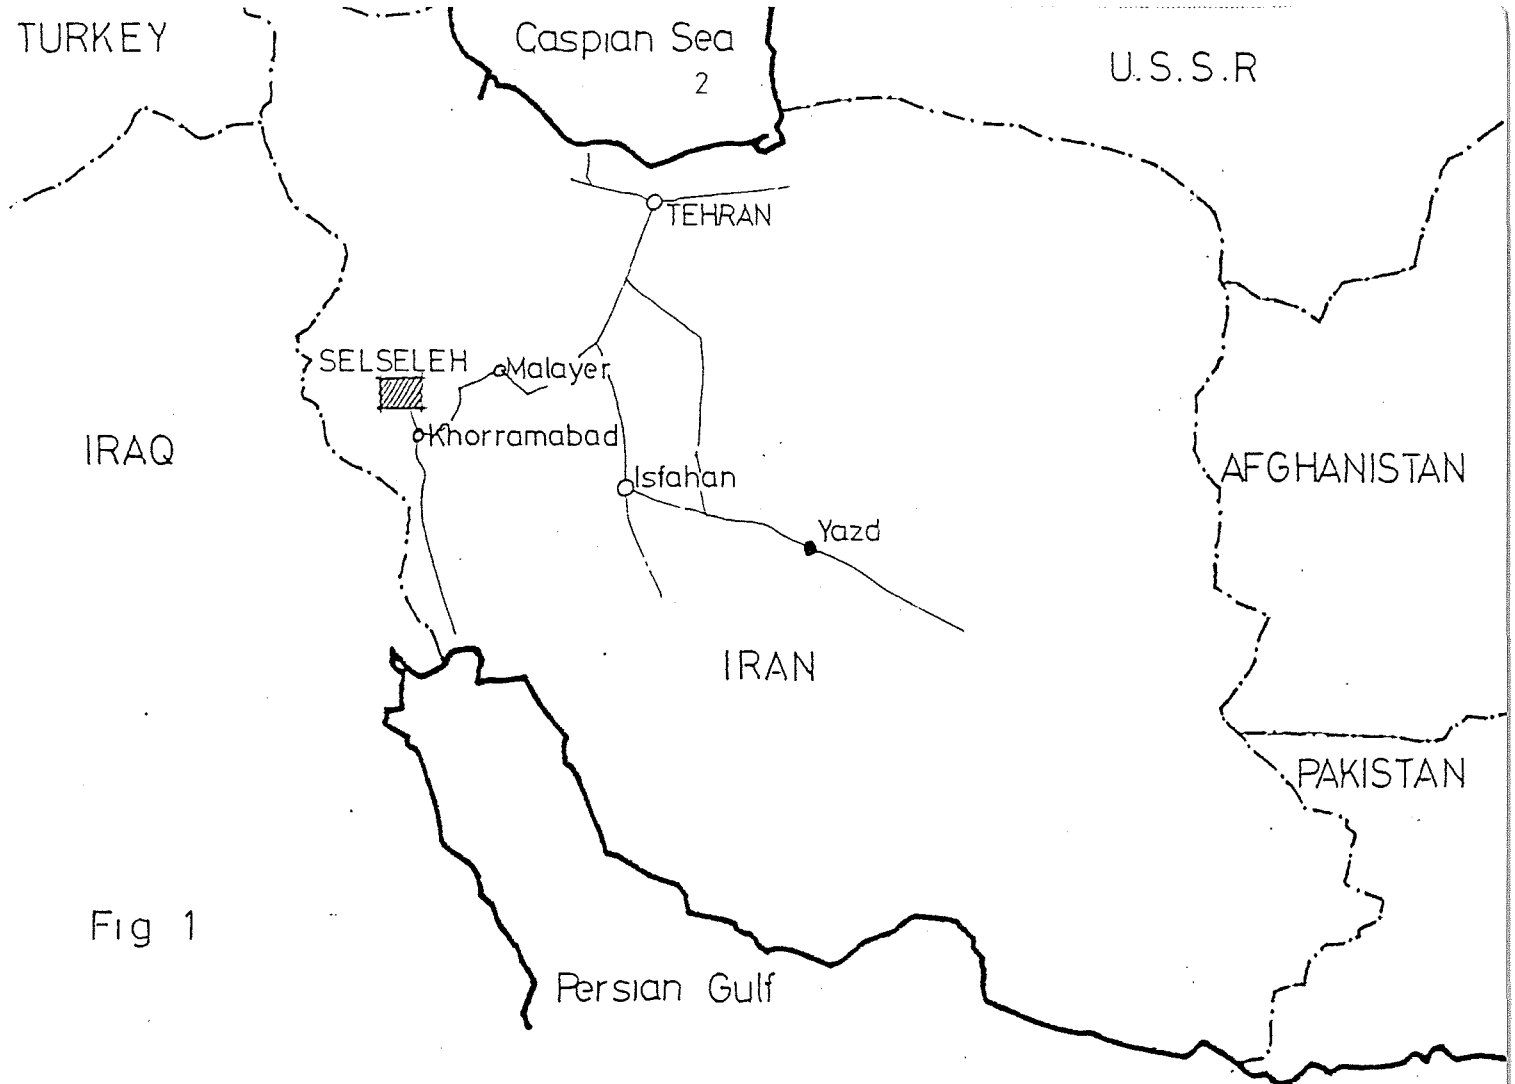 TURKEY
Caspian Sea
2
U.S.S.R
TEHRAN
SELSELEH
Malayer
Khorramabad
IRAQ
Isfahan
AFGHANISTAN
Yazd
IRAN
PAKISTAN
Fig 1
Persian Gulf